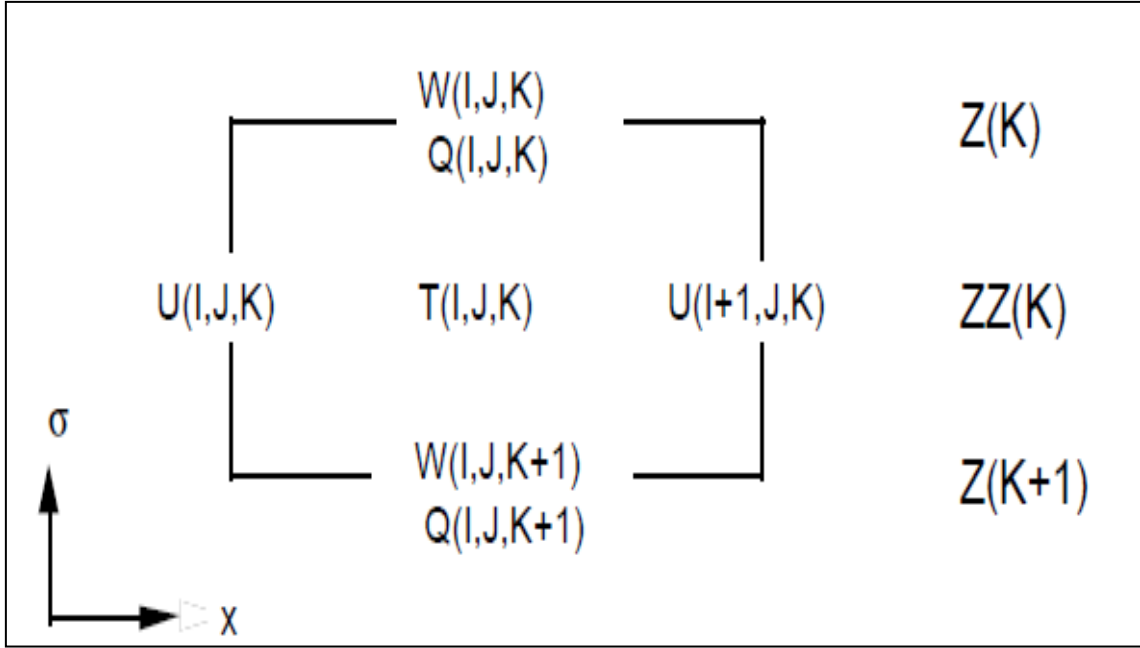 W(I,J,K)
Q(I,J,K)
Z(K)
U(I,J,K) T(I,J,K) U(I+1,J,K) ZZ(K)
σ
W(I,J,K+1)
Q(I,J,K+1)
Z(K+1)
x